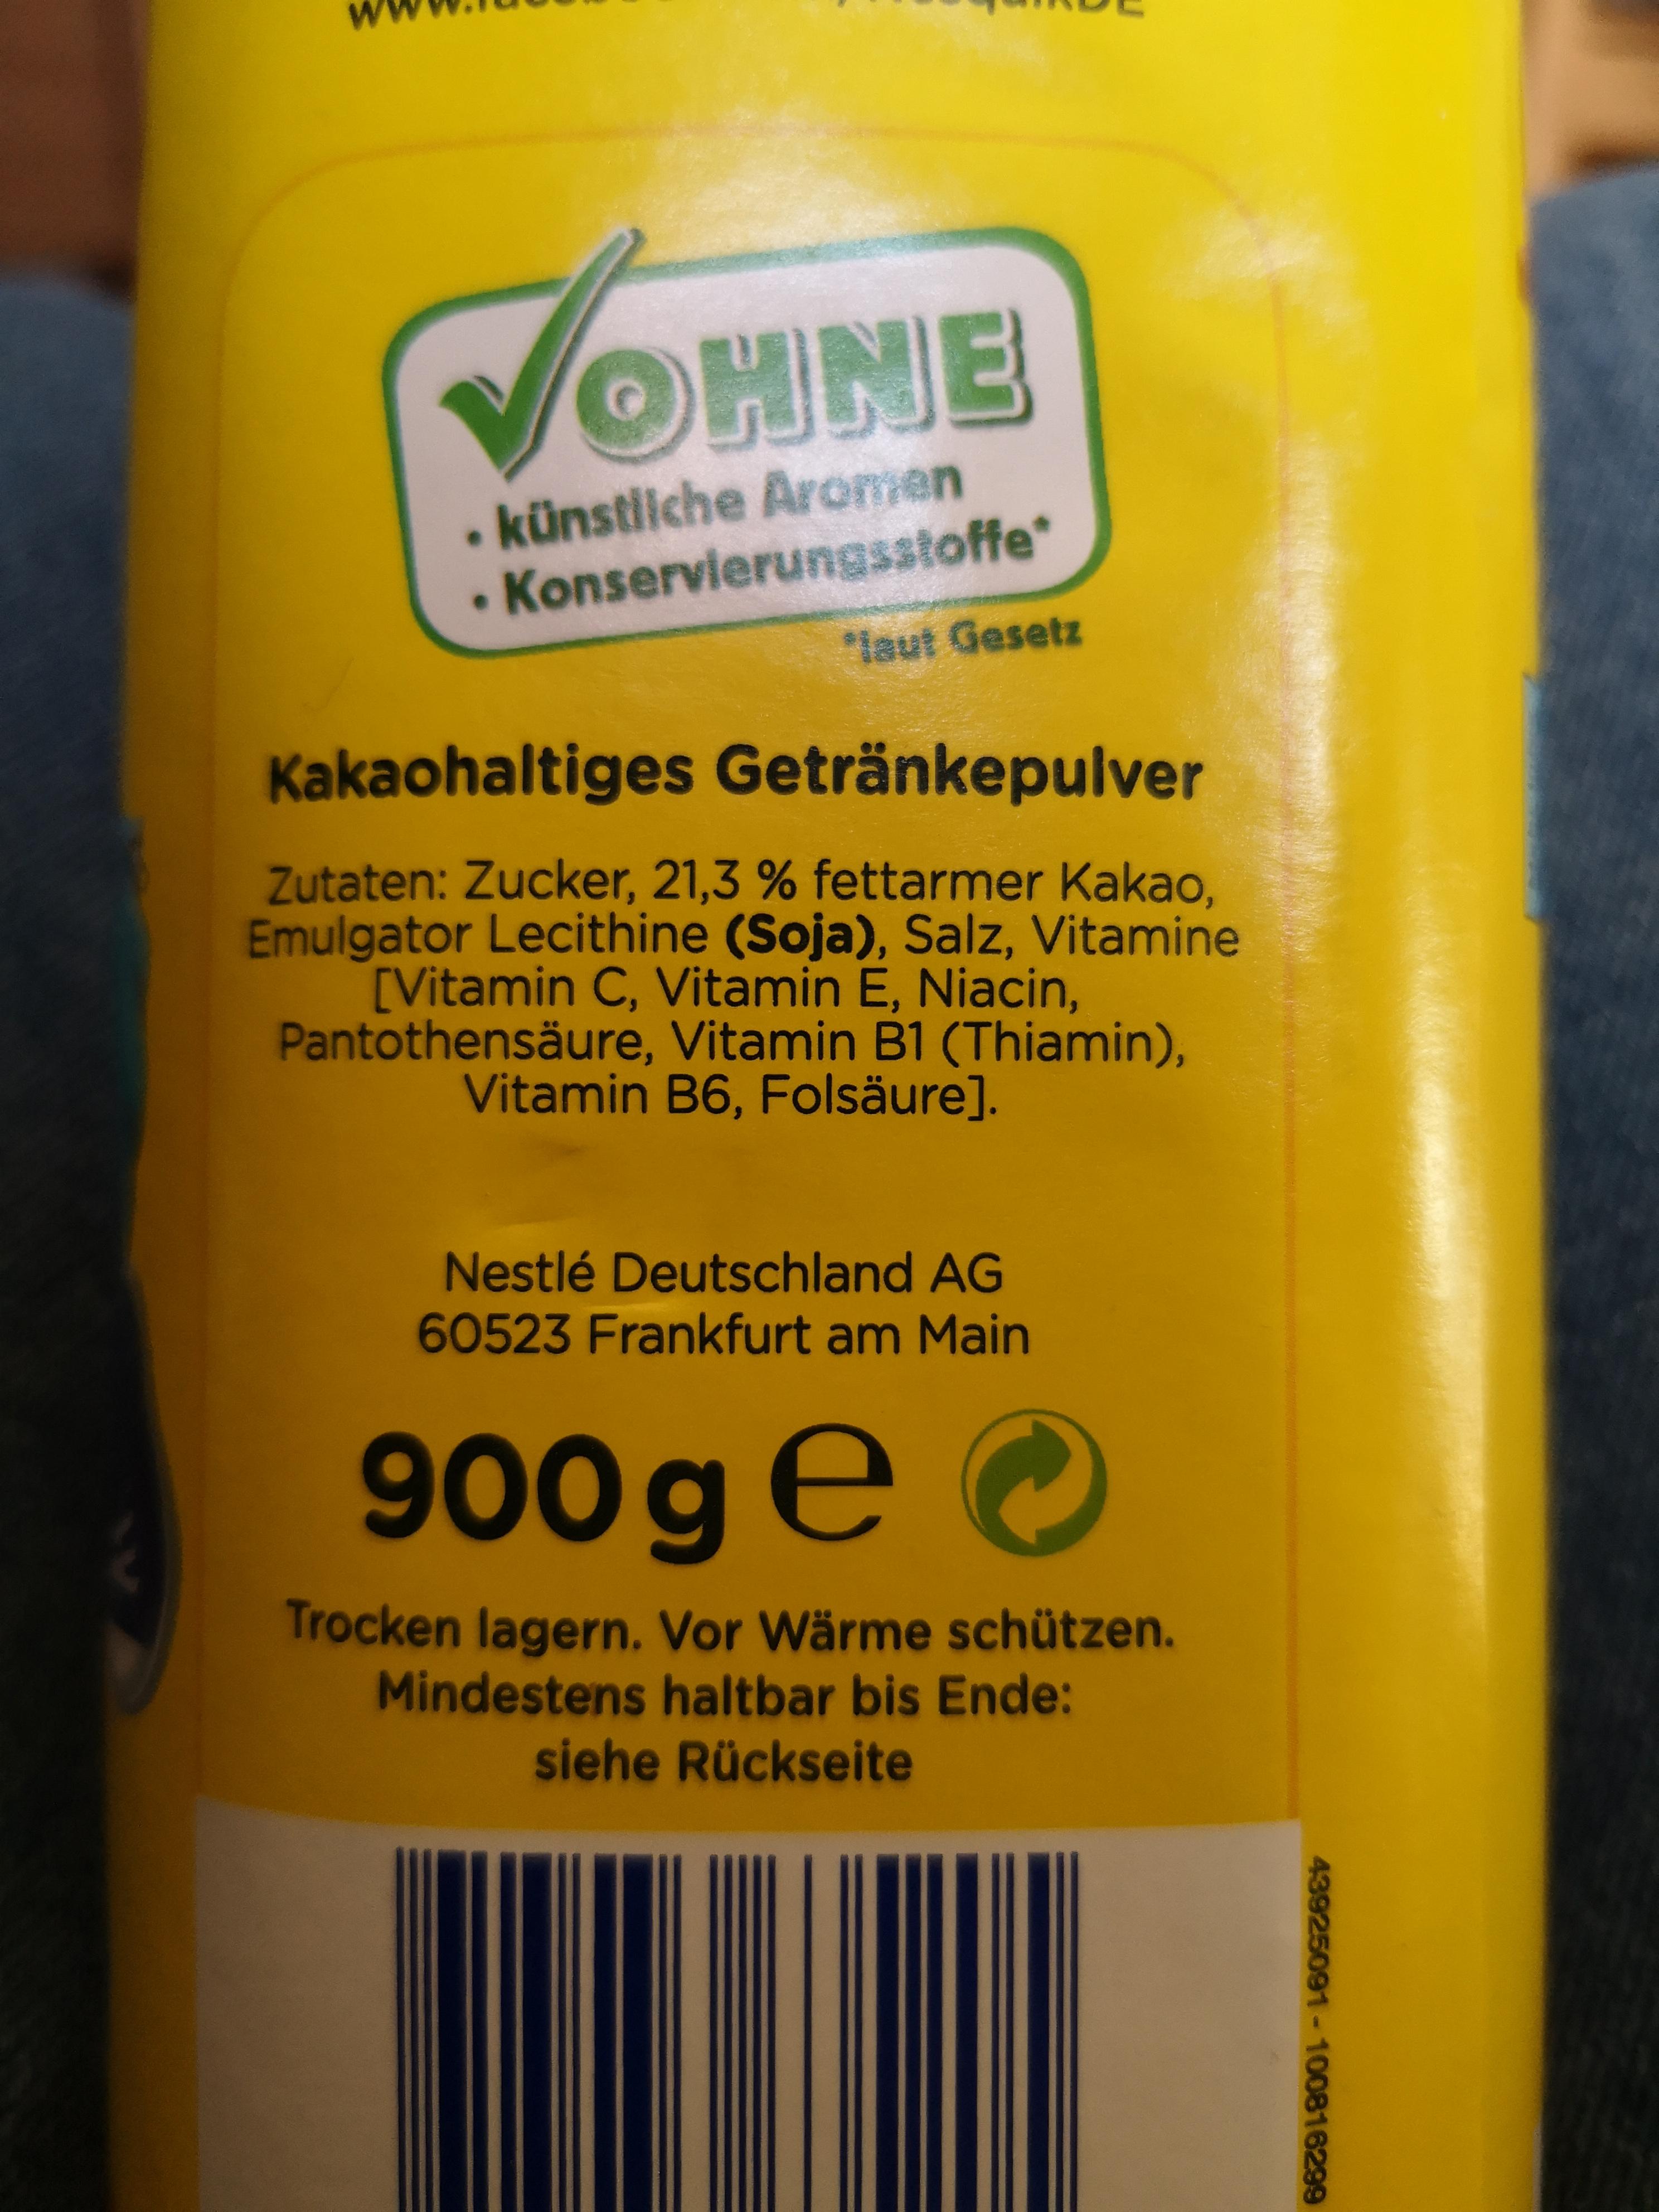 OHNE
• künstliche Aromen
• Konservierungsstoffe*
*laut Gesetz
Kakaohaltiges Getränkepulver
Zutaten: Zucker, 21,3 % fettarmer Kakao,
Emulgator Lecithine (Soja), Salz, Vitamine
[Vitamin C, Vitamin E, Niacin,
Pantothensäure, Vitamin B1 (Thiamin),
Vitamin B6, Folsäure].
Nestlé Deutschland AG
60523 Frankfurt am Main
900 g e
Trocken lagern. Vor Wärme schützen.
Mindestens haltbar bis Ende:
siehe Rückseite
43925091 - 100816299